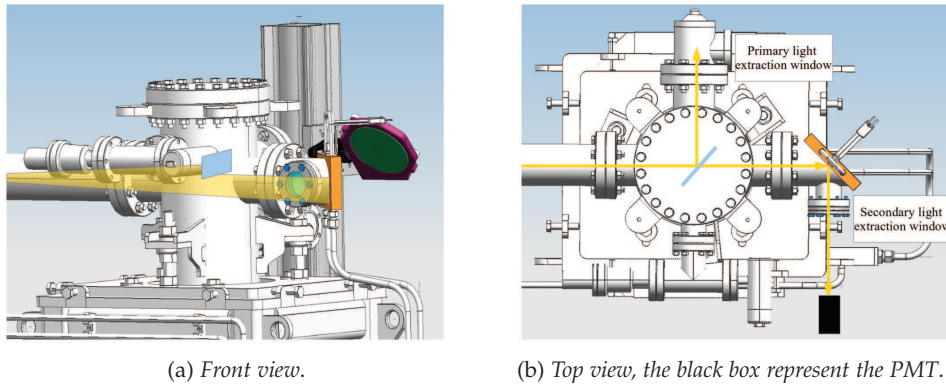 Primary light
extraction window
Secondary light
extraction window
(a) Front view.
(b) Top view, the black box represent the PMT.